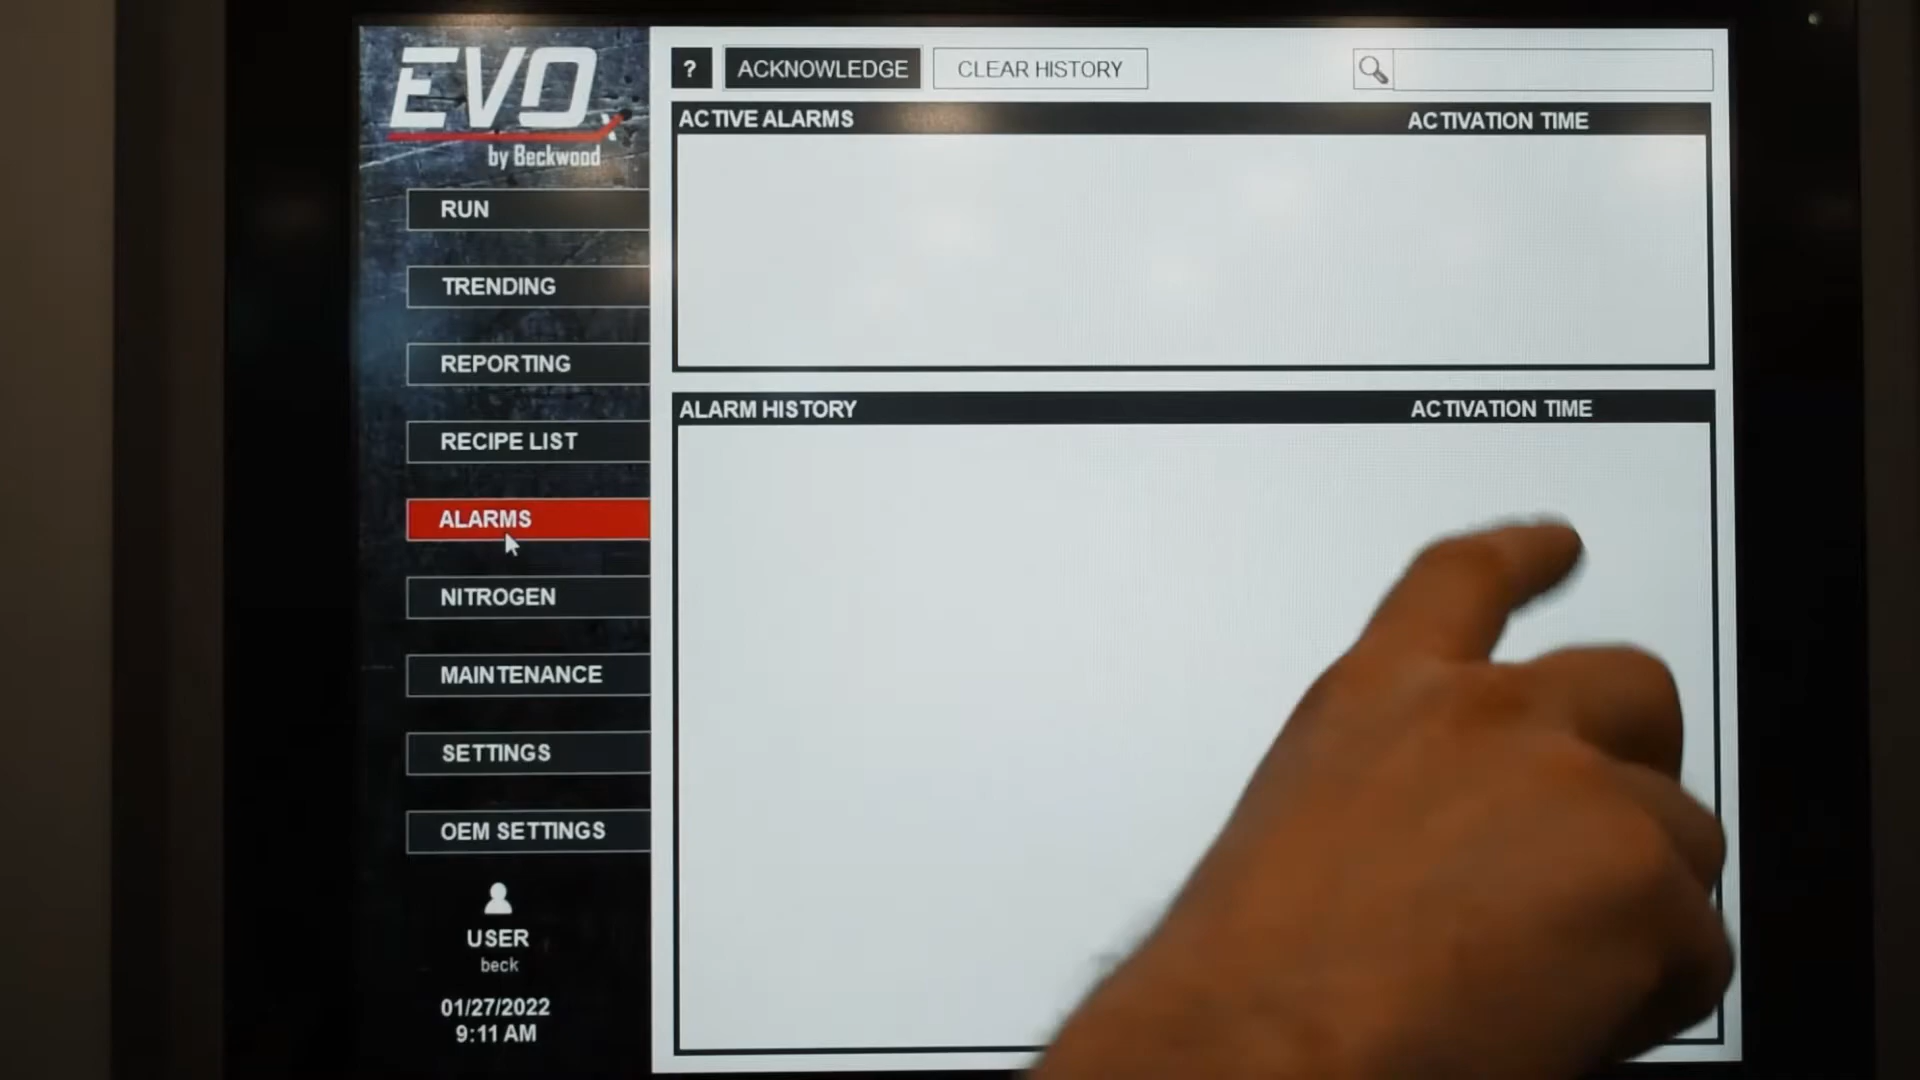 EVO
by Beckwood
RUN
TRENDING
REPORTING
RECIPE LIST
ALARMS
NITROGEN
MAINTENANCE
SETTINGS
OEM SETTINGS
USER
beck
01/27/2022
9:11 AM
? ACKNOWLEDGE CLEAR HISTORY
ACTIVE ALARMS ACTIVATION TIME
ALARM HISTORY ACTIVATION TIME